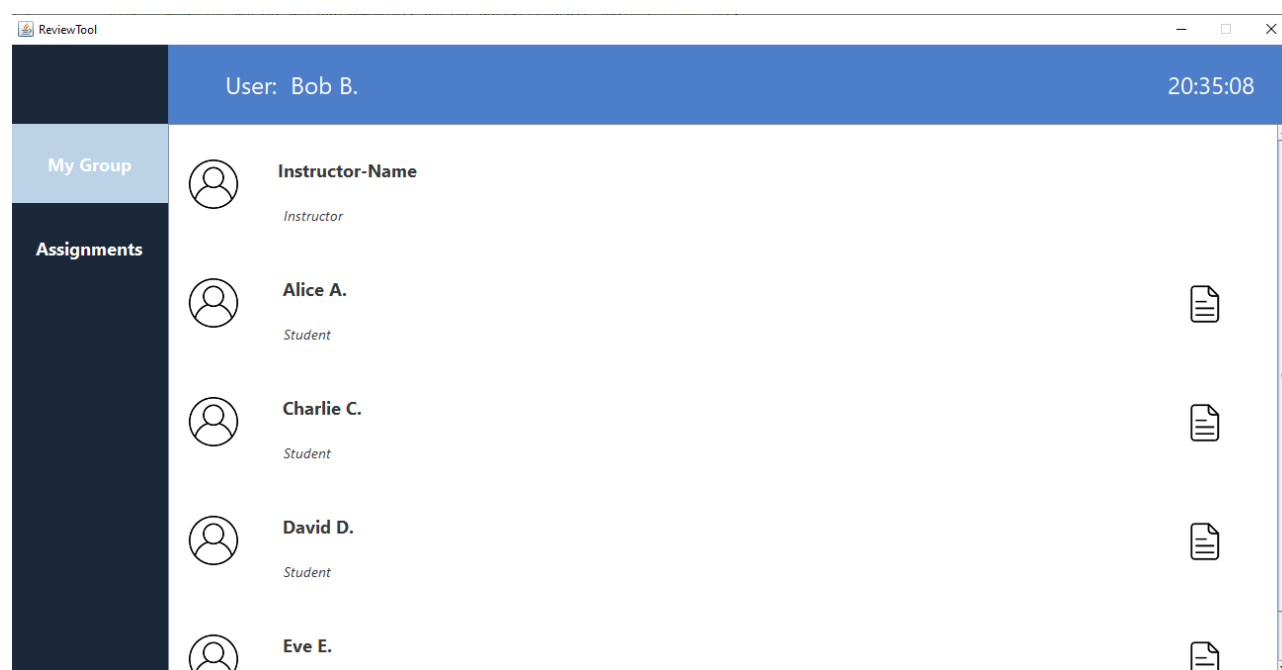 ReviewTool
User: Bob B.
20:35:08
My Group
Assignments
Instructor-Name
Instructor
Alice A.
Student
Charlie C.
Student
David D.
Student
Eve E.